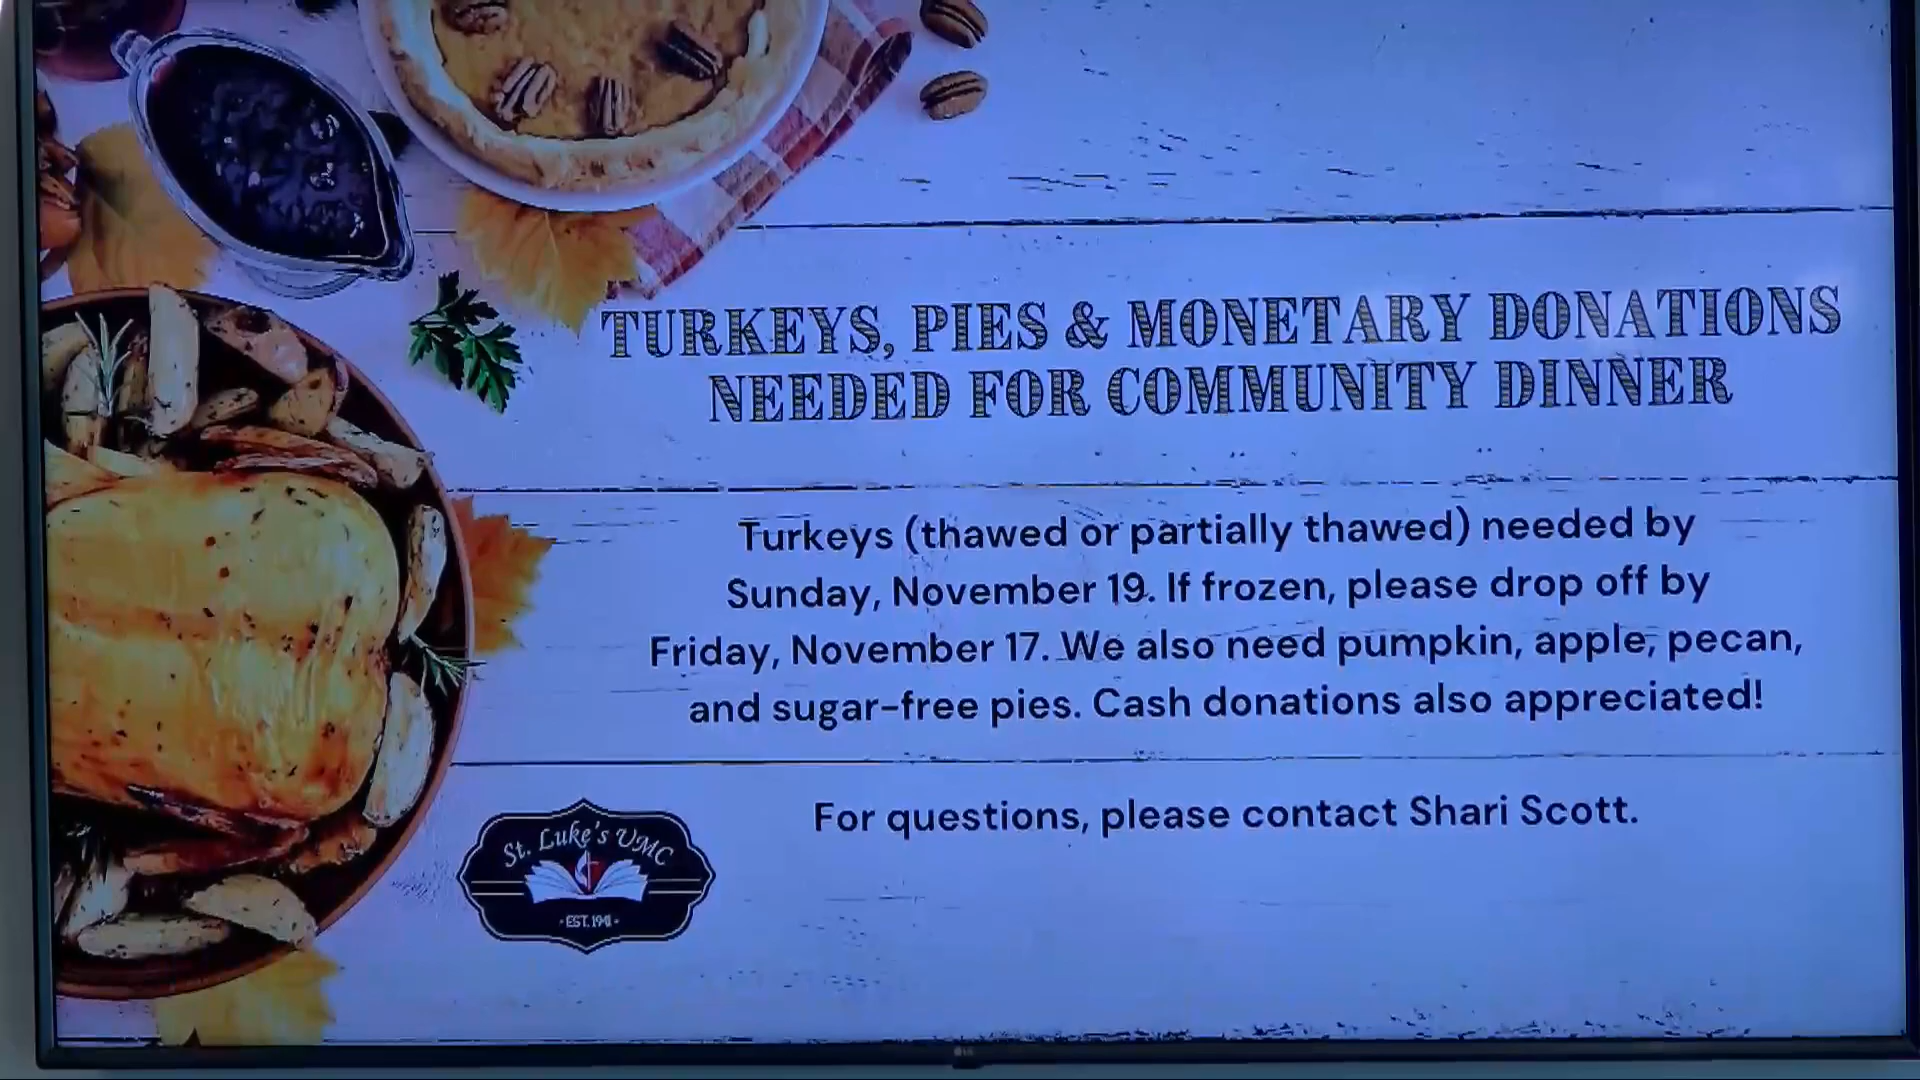 TURKEYS, PIES & MONETARY DONATIONS
NEEDED FOR COMMUNITY DINNER
Turkeys (thawed or partially thawed) needed by
Sunday, November 19. If frozen, please drop off by
Friday, November 17. We also need pumpkin, apple, pecan,
and sugar-free pies. Cash donations also appreciated!
For questions, please contact Shari Scott.
St. Luke's UMC
· EST. 1941 ·
LG